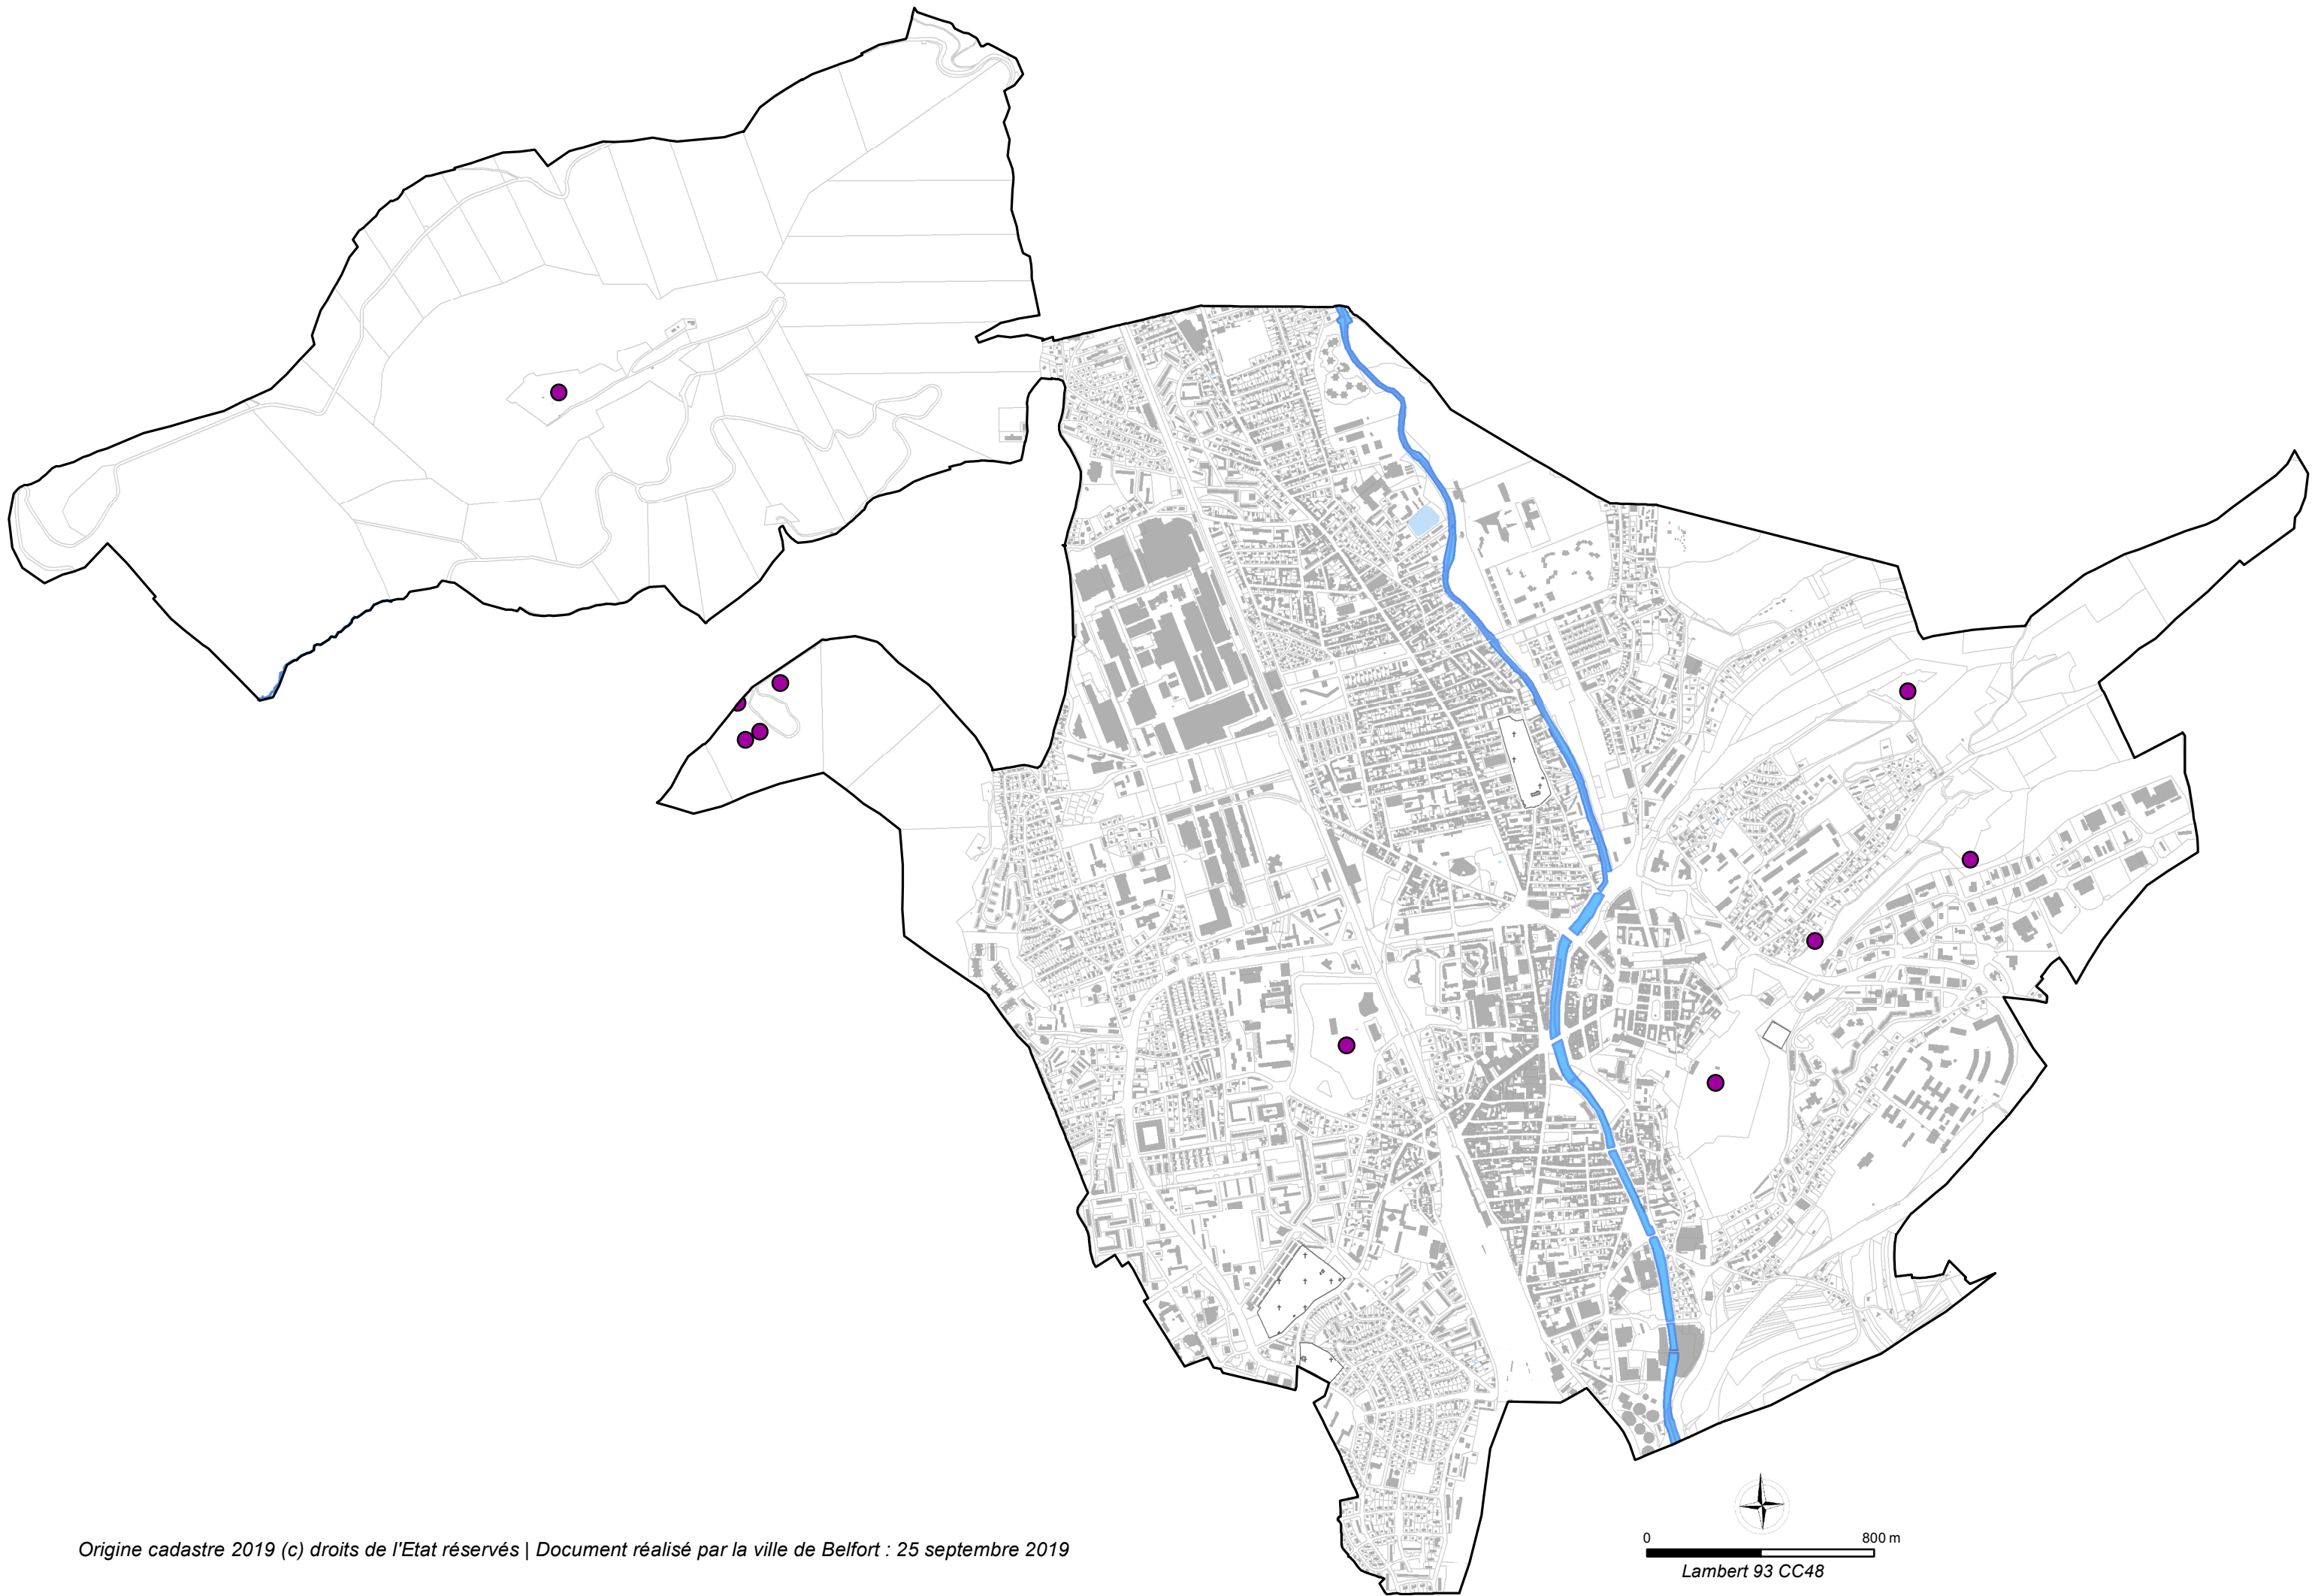 Origine cadastre 2019 (c) droits de l'Etat réservés | Document réalisé par la ville de Belfort : 25 septembre 2019
0 800 m
Lambert 93 CC48